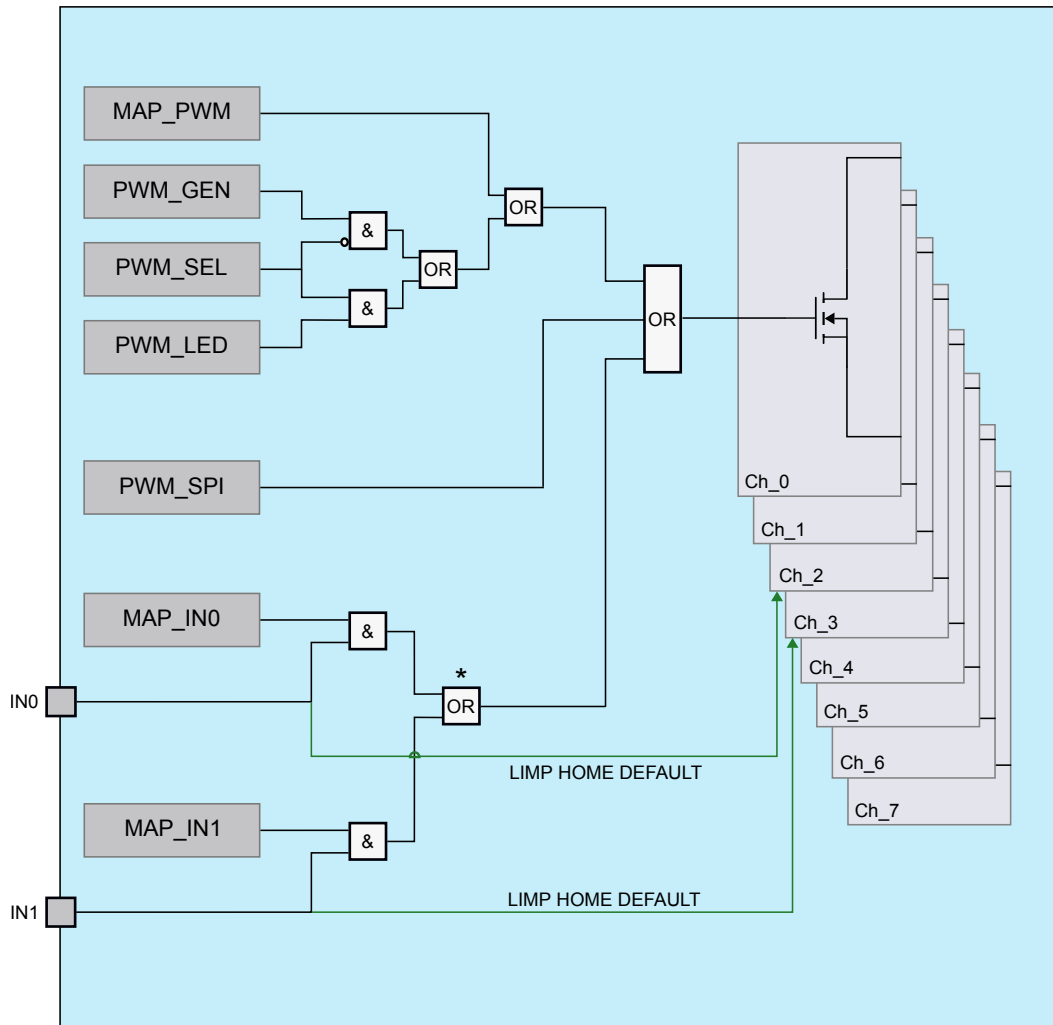 MAP_PWM
PWM_GEN
PWM_SEL
PWM_LED
&
&
OR
OR
OR
PWM_SPI
MAP_IN0
&
IN0
*
OR
LIMP HOME DEFAULT
MAP_IN1
&
IN1
LIMP HOME DEFAULT
Ch_0
Ch_1
Ch_2
Ch_3
Ch_4
Ch_5
Ch_6
Ch_7